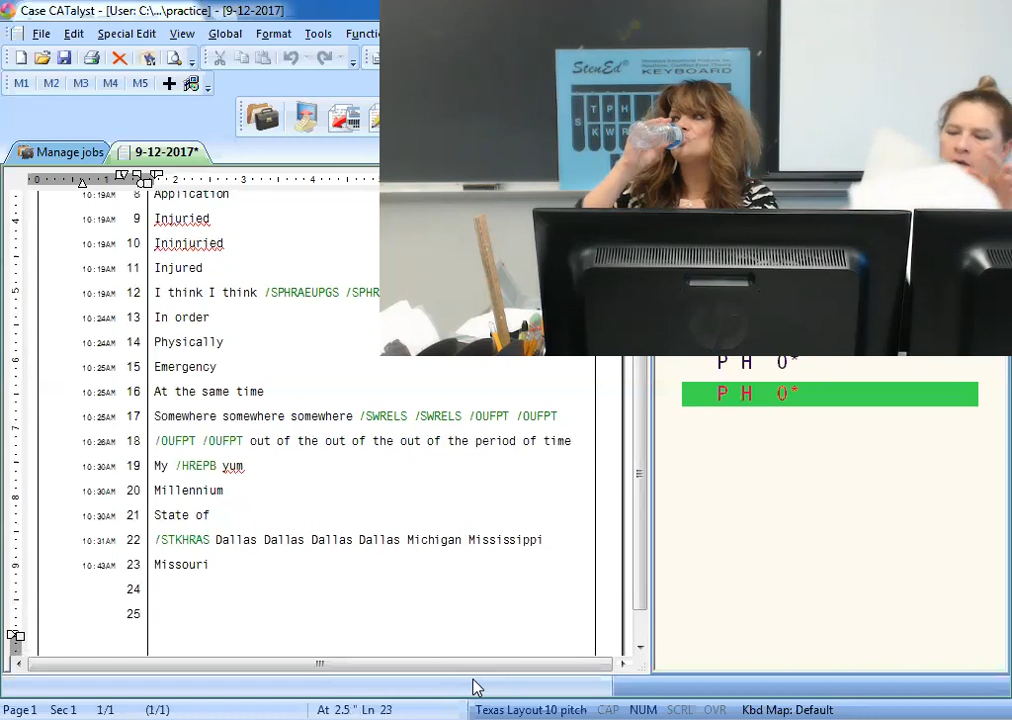 Case CATalyst - [User: C:\...\practice] - [9-12-2017]
File Edit Special Edit View Global Format Tools Functi
M1 M2 M3 M4 M5
Manage jobs 9-12-2017*
0 1 2 3 4
10:19AM 8 Application
10:19AM 9 Injuried
10:19AM 10 Ininjuried
10:19AM 11 Injured
10:19AM 12 I think I think /SPHRAEUPGS /SPHR
10:24AM 13 In order
10:24AM 14 Physically
10:25AM 15 Emergency
10:25AM 16 At the same time
10:25AM 17 Somewhere somewhere somewhere /SWRELS /SWRELS /OUFPT /OUFPT
10:26AM 18 /OUFPT /OUFPT out of the out of the out of the period of time
10:30AM 19 My /HREPB yum
10:30AM 20 Millennium
10:30AM 21 State of
10:31AM 22 /STKHRAS Dallas Dallas Dallas Dallas Michigan Mississippi
10:43AM 23 Missouri
24
25
StenEd
KEYBOARD
T P H
S K W R
P H O*
P H O*
Page 1 Sec 1 1/1 (1/1) At 2.5 " Ln 23 Texas Layout 10 pitch CAP NUM SCRL OVR Kbd Map: Default